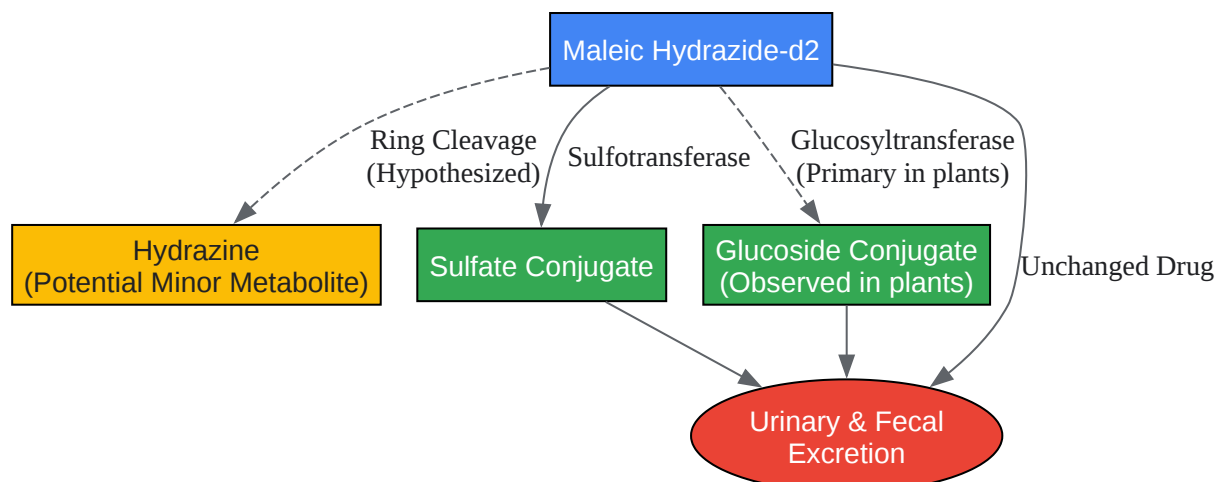 Maleic Hydrazide-d2
Ring Cleavage
(Hypothesized)
Sulfotransferase
Glucosyltransferase
(Primary in plants)
Hydrazine
(Potential Minor Metabolite)
Sulfate Conjugate
Glucoside Conjugate
(Observed in plants)
Unchanged Drug
Urinary & Fecal
Excretion